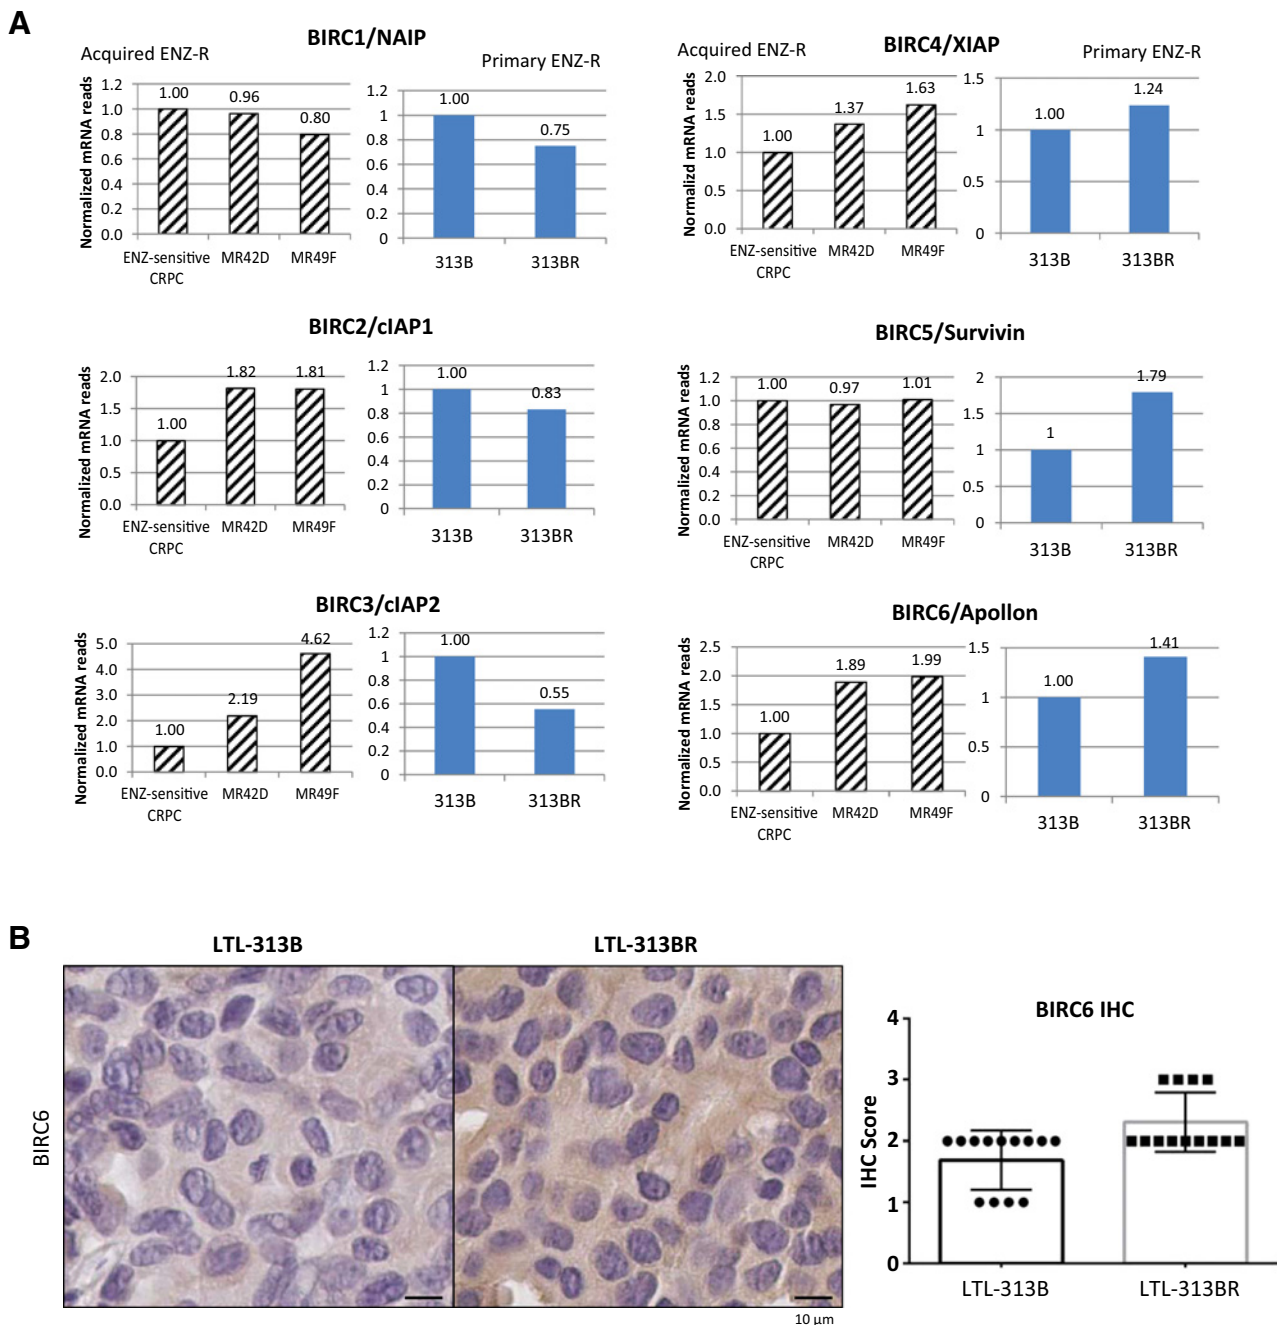 A
BIRC1/NAIP
Acquired ENZ-R
Primary ENZ-R
Normalized mRNA reads
1.2
1.0
0.8
0.6
0.4
0.2
0.0
1.00
0.96
0.80
ENZ-sensitive
CRPC
MR42D
MR49F
1.2
1
0.8
0.6
0.4
0.2
0
1.00
0.75
313B
313BR
BIRC4/XIAP
Acquired ENZ-R
Primary ENZ-R
Normalized mRNA reads
2.0
1.5
1.0
0.5
0.0
1.00
1.37
1.63
ENZ-sensitive
CRPC
MR42D
MR49F
1.5
1
0.5
0
1.00
1.24
313B
313BR
BIRC2/cIAP1
Normalized mRNA reads
2.0
1.5
1.0
0.5
0.0
1.00
1.82
1.81
ENZ-sensitive
CRPC
MR42D
MR49F
1.2
1
0.8
0.6
0.4
0.2
0
1.00
0.83
313B
313BR
BIRC5/Survivin
Normalized mRNA reads
1.2
1.0
0.8
0.6
0.4
0.2
0.0
1.00
0.97
1.01
ENZ-sensitive
CRPC
MR42D
MR49F
2
1.5
1
0.5
0
1
1.79
313B
313BR
BIRC3/cIAP2
Normalized mRNA reads
5.0
4.0
3.0
2.0
1.0
0.0
1.00
2.19
4.62
ENZ-sensitive
CRPC
MR42D
MR49F
1.2
1
0.8
0.6
0.4
0.2
0
1.00
0.55
313B
313BR
BIRC6/Apollon
Normalized mRNA reads
2.5
2.0
1.5
1.0
0.5
0.0
1.00
1.89
1.99
ENZ-sensitive
CRPC
MR42D
MR49F
1.5
1
0.5
0
1.00
1.41
313B
313BR
B
LTL-313B
LTL-313BR
BIRC6
10 µm
BIRC6 IHC
IHC Score
4
3
2
1
0
LTL-313B
LTL-313BR